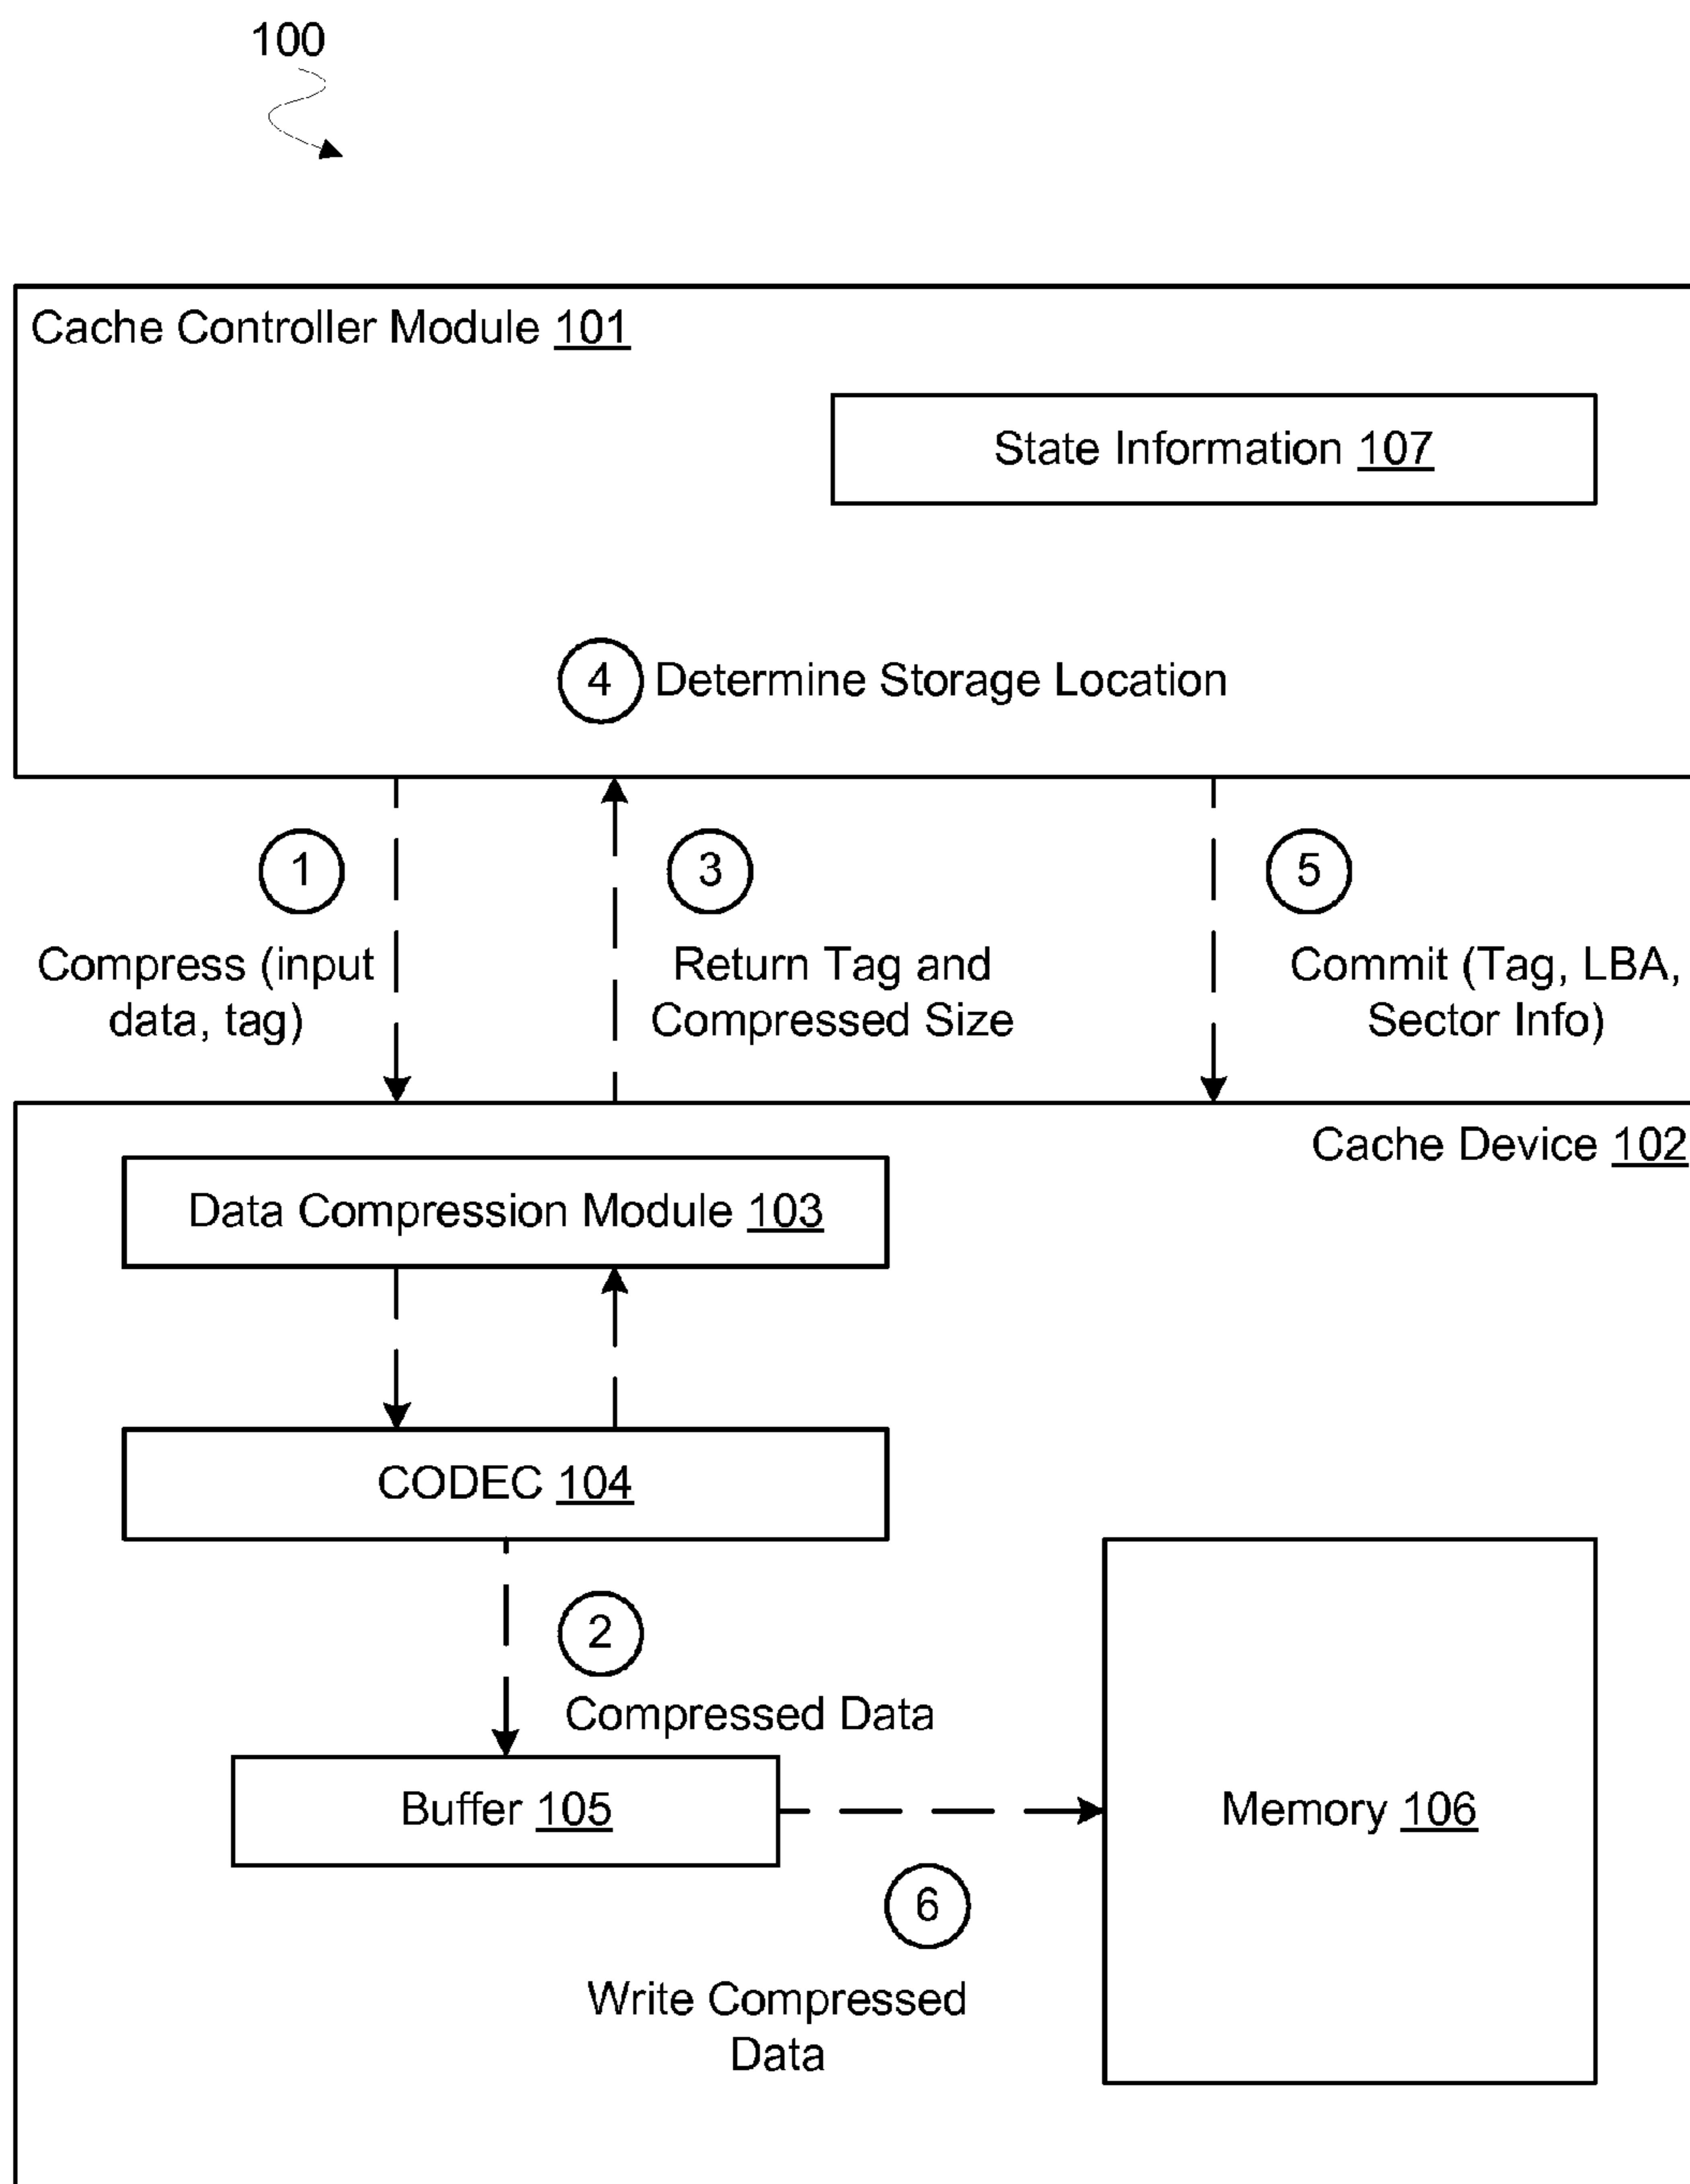 100
Cache Controller Module 101
State Information 107
4 Determine Storage Location
1
3
5
Compress (input
data, tag)
Return Tag and
Compressed Size
Commit (Tag, LBA,
Sector Info)
Cache Device 102
Data Compression Module 103
CODEC 104
2
Compressed Data
Buffer 105
Memory 106
6
Write Compressed
Data